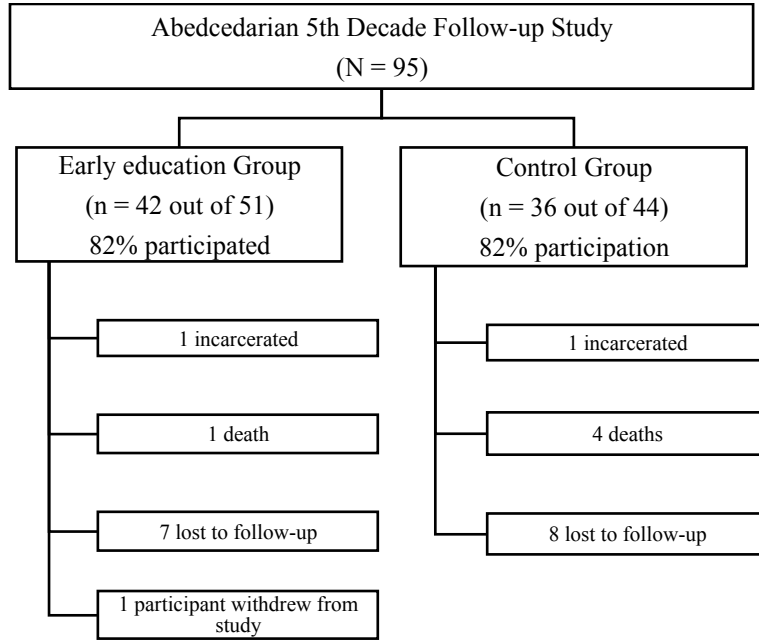 Abedcedarian 5th Decade Follow-up Study
(N = 95)
Early education Group
(n = 42 out of 51)
82% participated
Control Group
(n = 36 out of 44)
82% participation
1 incarcerated
1 death
7 lost to follow-up
1 participant withdrew from
study
1 incarcerated
4 deaths
8 lost to follow-up